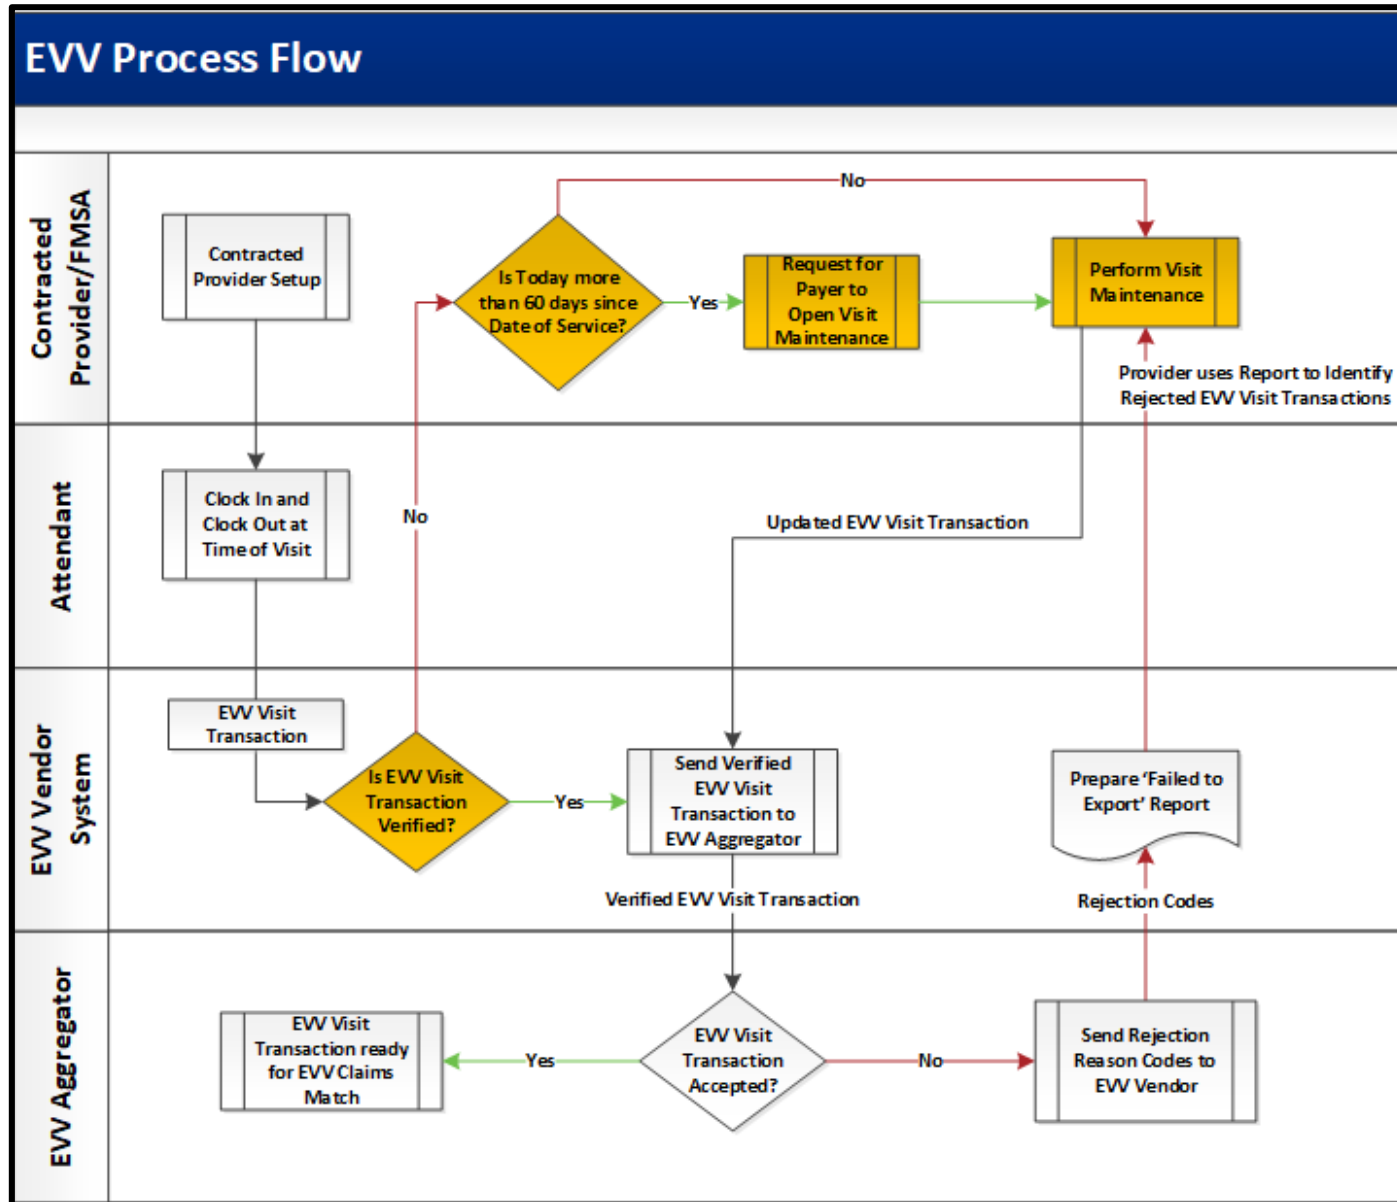 EVV Process Flow
Contracted
Provider/FMSA
Contracted
Provider Setup
Is Today more
than 60 days since
Date of Service?
No
Yes
Request for
Payer to
Open Visit
Maintenance
Perform Visit
Maintenance
Provider uses Report to Identify
Rejected EVV Visit Transactions
Attendant
Clock In and
Clock Out at
Time of Visit
No
Updated EVV Visit Transaction
EVV Vendor
System
EVV Visit
Transaction
Is EVV Visit
Transaction
Verified?
Yes
Send Verified
EVV Visit
Transaction to
EVV Aggregator
Prepare ‘Failed to
Export’ Report
Verified EVV Visit Transaction
Rejection Codes
EVV Aggregator
EVV Visit
Transaction ready
for EVV Claims
Match
Yes
EVV Visit
Transaction
Accepted?
No
Send Rejection
Reason Codes to
EVV Vendor